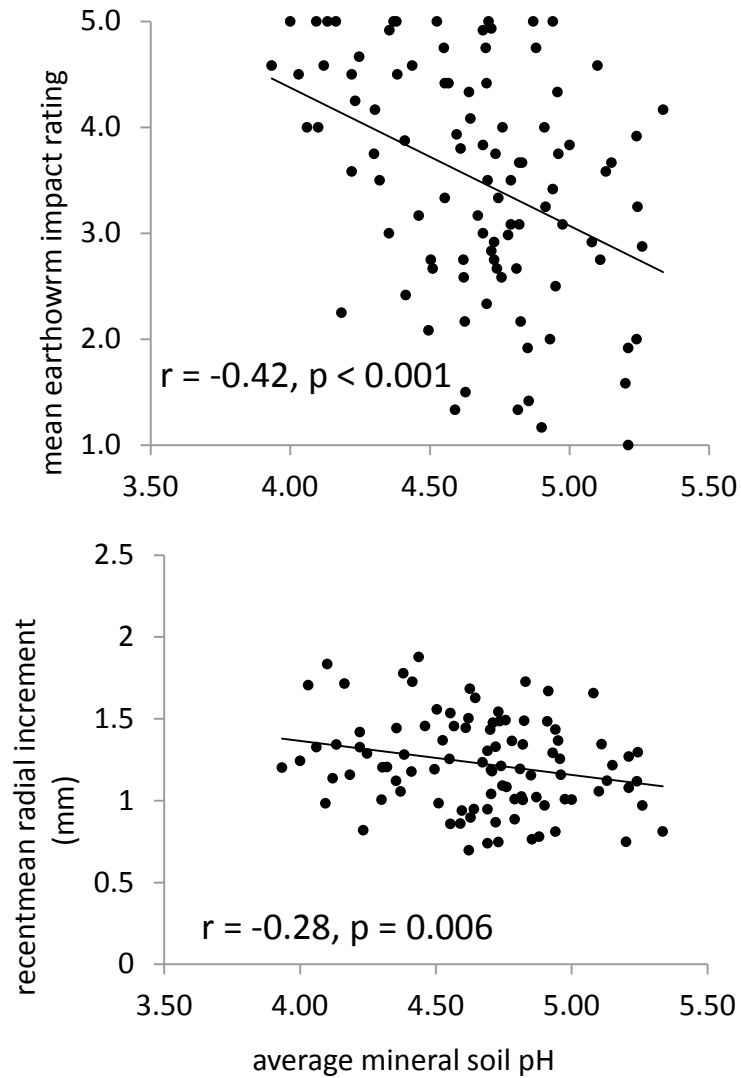 mean earthowrm impact rating
5.0
4.0
3.0
2.0
1.0
r = -0.42, p < 0.001
3.50 4.00 4.50 5.00 5.50
recentmean radial increment
(mm)
2.5
2
1.5
1
0.5
0
r = -0.28, p = 0.006
3.50 4.00 4.50 5.00 5.50
average mineral soil pH